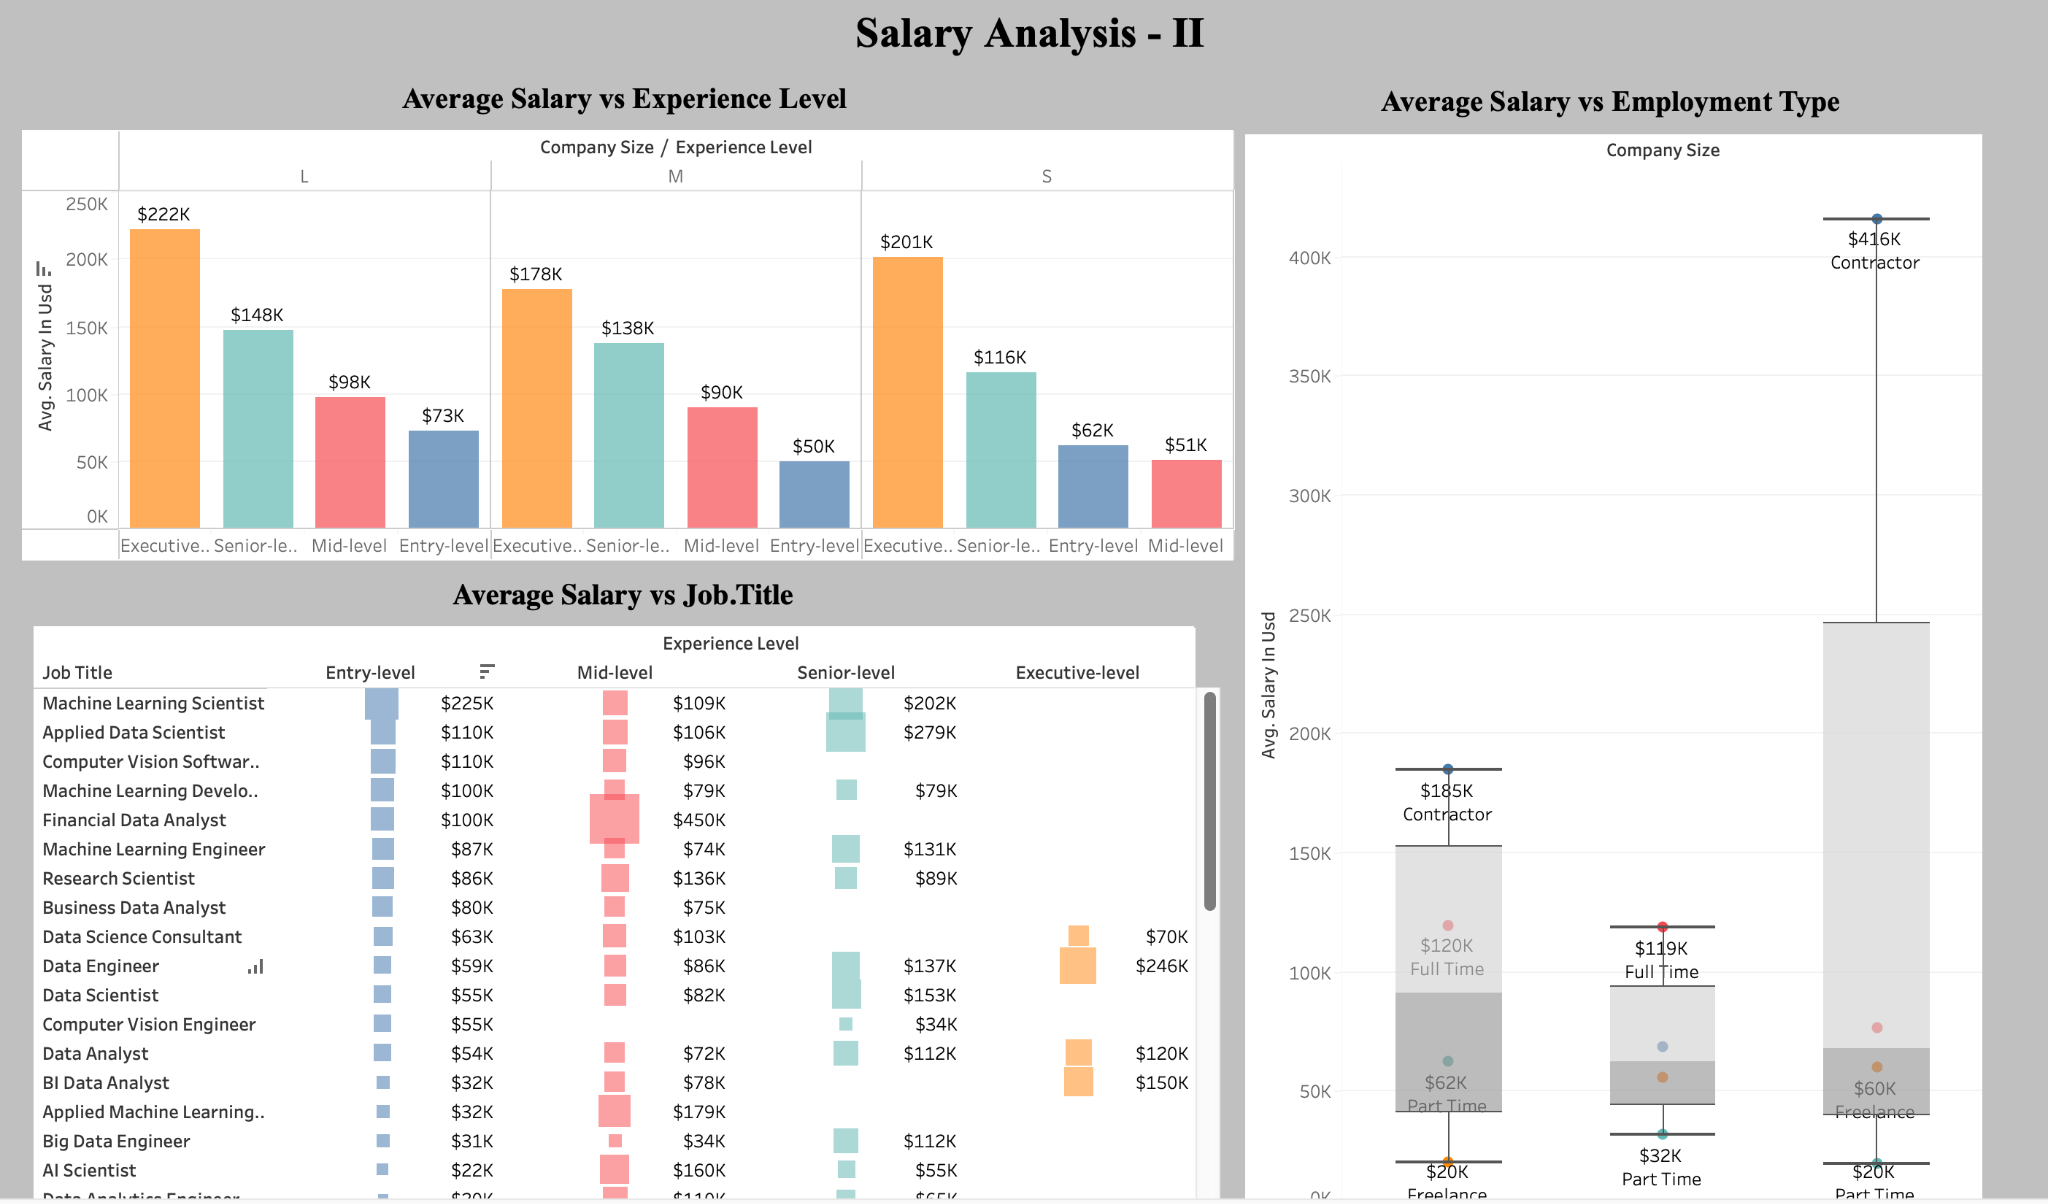 Salary Analysis - II
Average Salary vs Experience Level
Company Size / Experience Level
L M S
250K
200K
150K
100K
50K
0K
Avg. Salary In Usd
$222K
$148K
$98K
$73K
$178K
$138K
$90K
$50K
$201K
$116K
$62K
$51K
Executive.. Senior-le.. Mid-level Entry-level Executive.. Senior-le.. Mid-level Entry-level Executive.. Senior-le.. Entry-level Mid-level
Average Salary vs Job.Title
Experience Level
Job Title Entry-level Mid-level Senior-level Executive-level
Machine Learning Scientist $225K $109K $202K
Applied Data Scientist $110K $106K $279K
Computer Vision Softwar.. $110K $96K
Machine Learning Develo.. $100K $79K $79K
Financial Data Analyst $100K $450K
Machine Learning Engineer $87K $74K $131K
Research Scientist $86K $136K $89K
Business Data Analyst $80K $75K
Data Science Consultant $63K $103K $70K
Data Engineer $59K $86K $137K $246K
Data Scientist $55K $82K $153K
Computer Vision Engineer $55K $34K
Data Analyst $54K $72K $112K $120K
BI Data Analyst $32K $78K $150K
Applied Machine Learning.. $32K $179K
Big Data Engineer $31K $34K $112K
AI Scientist $22K $160K $55K
Data Analytics Engineer $20K $110K $65K
Average Salary vs Employment Type
Company Size
Avg. Salary In Usd
400K
350K
300K
250K
200K
150K
100K
50K
0K
$185K
Contractor
$120K
Full Time
$62K
Part Time
$20K
Freelance
$119K
Full Time
$32K
Part Time
$416K
Contractor
$60K
Freelance
$20K
Part Time